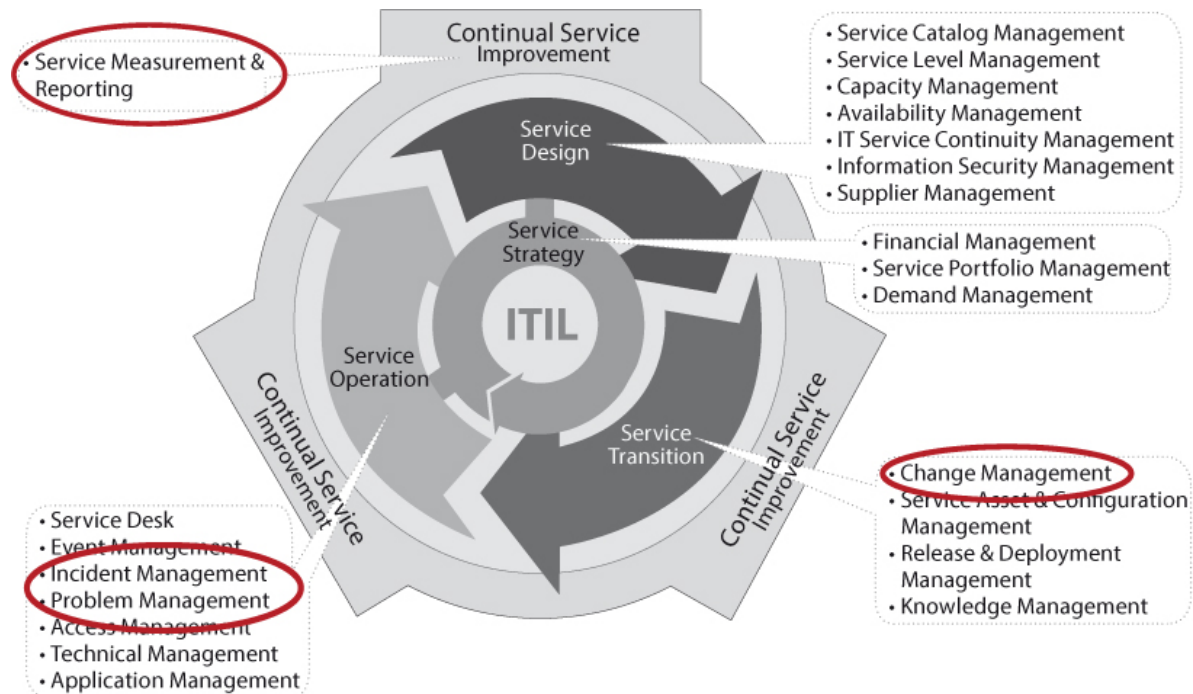 Continual Service
Improvement
• Service Measurement &
Reporting
• Service Catalog Management
• Service Level Management
• Capacity Management
• Availability Management
• IT Service Continuity Management
• Information Security Management
• Supplier Management
Service
Design
Service
Strategy
• Financial Management
• Service Portfolio Management
• Demand Management
ITIL
Service
Operation
Service
Transition
Continual Service
Improvement
Continual Service
Improvement
• Change Management
• Service Asset & Configuration
Management
• Release & Deployment
Management
• Knowledge Management
• Service Desk
• Event Management
• Incident Management
• Problem Management
• Access Management
• Technical Management
• Application Management